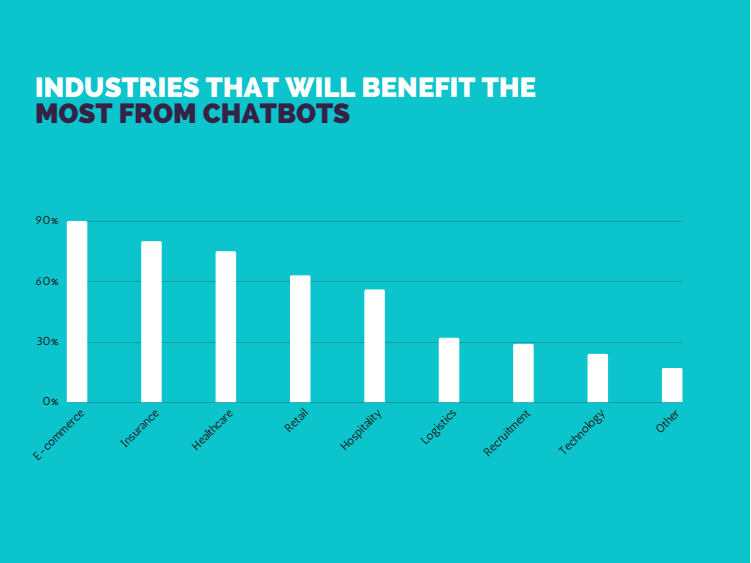 INDUSTRIES THAT WILL BENEFIT THE
MOST FROM CHATBOTS
90%
60%
30%
0%
E-commerce
Insurance
Healthcare
Retail
Hospitality
Logistics
Recruitment
Technology
Other